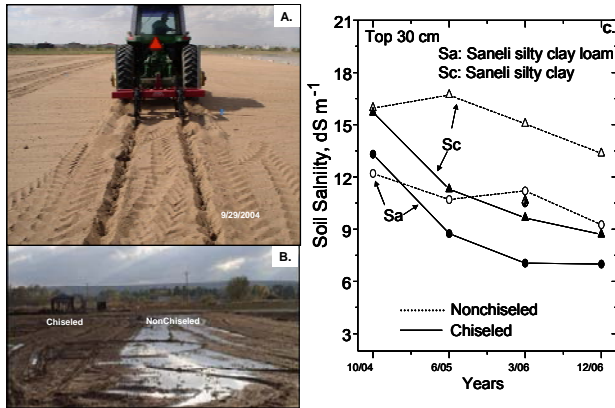 A.
9/29/2004
B.
Chiseled
NonChiseled
c.
Top 30 cm
Sa: Saneli silty clay loam
Sc: Saneli silty clay
Soil Salniity, dS m-1
21
18
15
12
9
6
3
Sc
Sa
Nonchiseled
Chiseled
10/04
6/05
3/06
12/06
Years